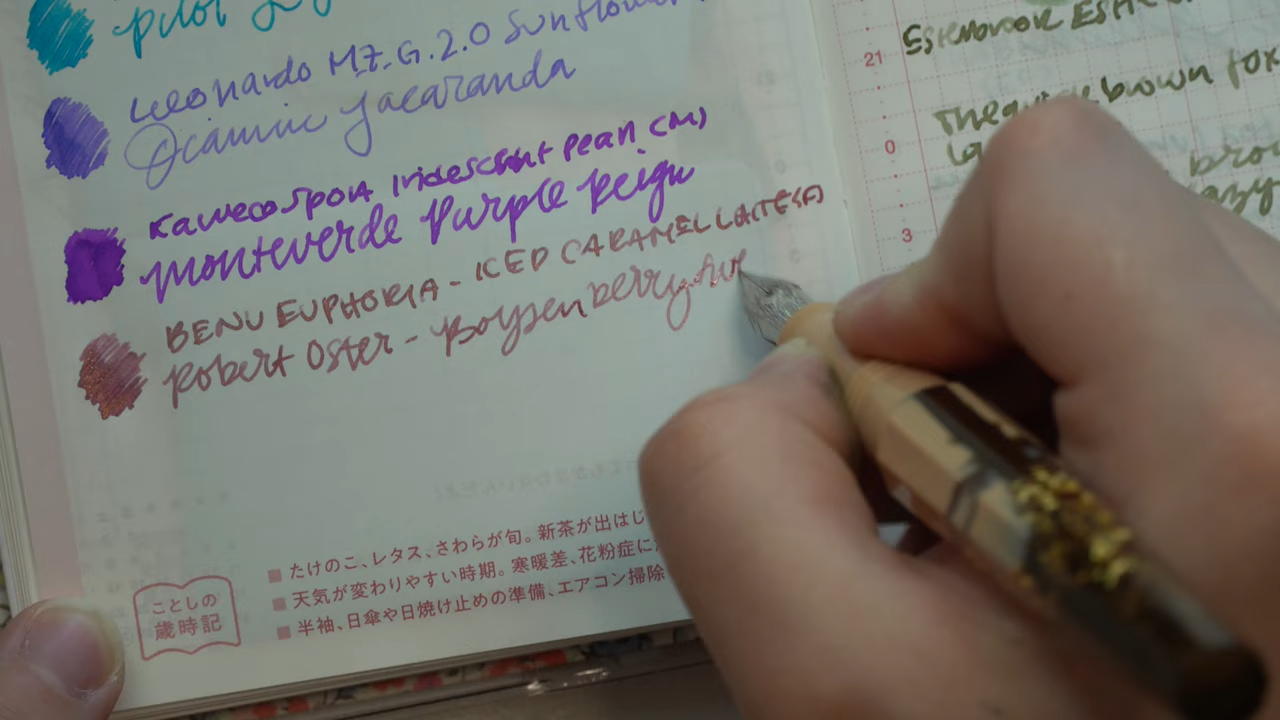 pilot
Leonardo M.Z.G.2.0 Sunflower
Diamine Jacaranda
Kaweco Sport Iridescent Pearl (M)
Monteverde Purple Reign
BENU EUPHORIA - ICED CARAMEL LATTE (F)
Robert Oster - Boysenberry
たけのこ、レタス、さわらが旬。新茶が出はじ
天気が変わりやすい時期。寒暖差、花粉症に
半袖、日傘や日焼け止めの準備、エアコン掃除
ことしの
歳時記
21
0
3
Esterbrook
The quick brown fox